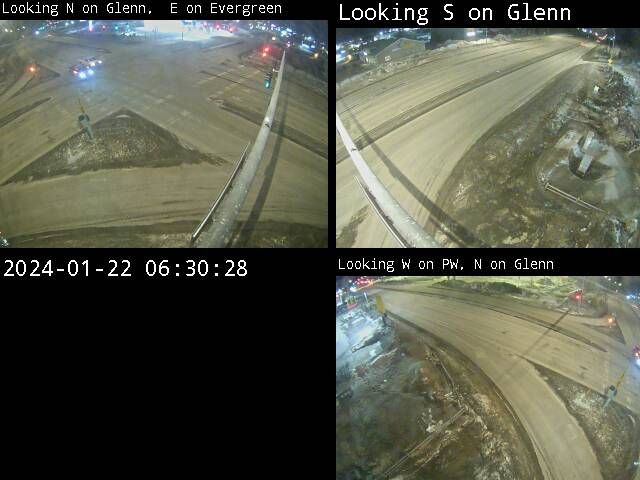 Looking N on Glenn,  E on Evergreen
Looking S on Glenn
2024-01-22 06:30:28
Looking W on PW, N on Glenn